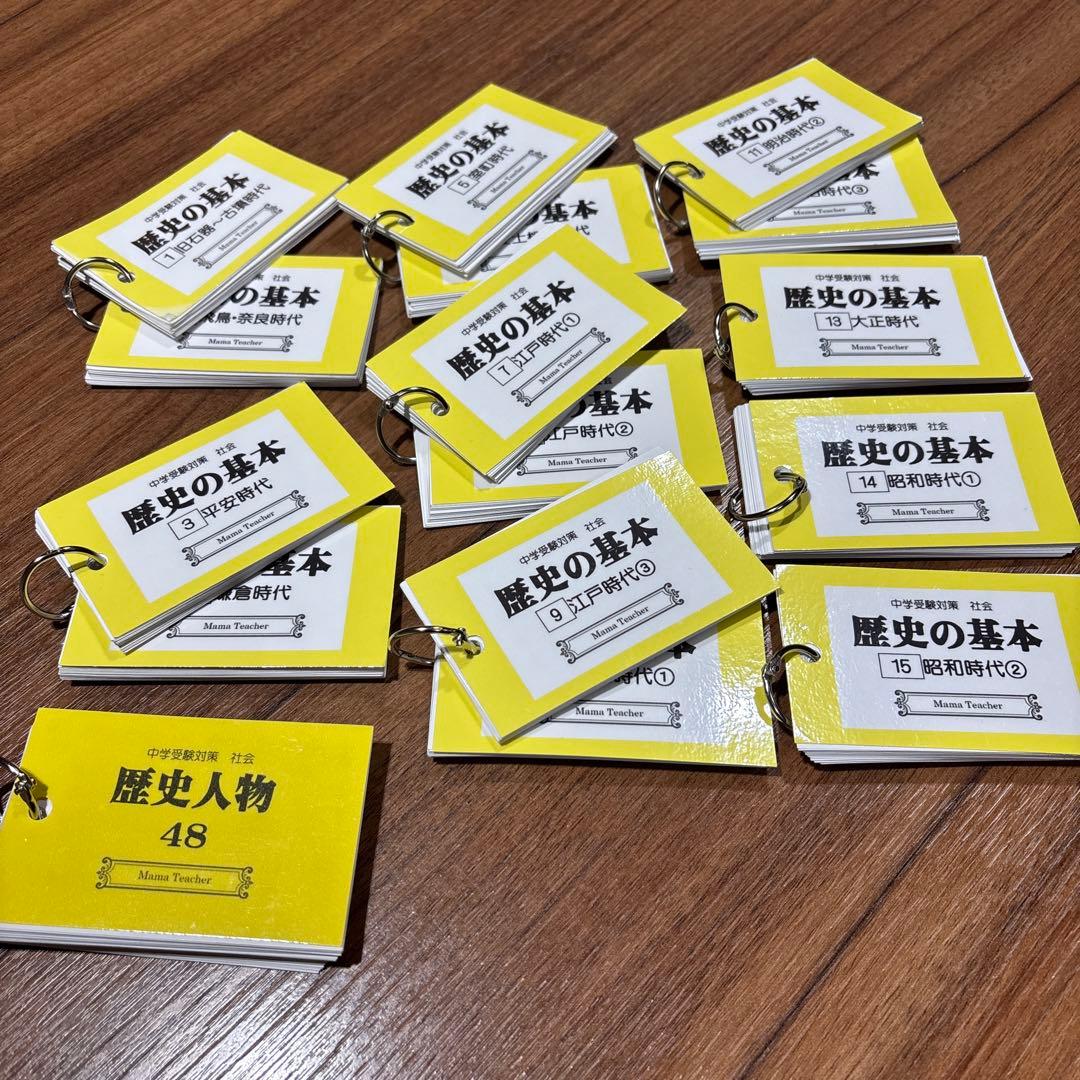 中学受験対策 社会
歴史の基本
1 旧石器~古墳時代
Mama Teacher
の基本
飛鳥・奈良時代
Mama Teacher
中学受験対策 社会
歴史の基本
5 室町時代
Mama Teacher
中学受験対策 社会
歴史の基本
11 明治時代②
Mama Teacher
時代③
Mama Teacher
中学受験対策 社会
歴史の基本
7 江戸時代①
Mama Teacher
基本
江戸時代②
Mama Teacher
中学受験対策 社会
歴史の基本
13 大正時代
Mama Teacher
中学受験対策 社会
歴史の基本
3 平安時代
Mama Teacher
基本
鎌倉時代
Mama Teacher
中学受験対策 社会
歴史の基本
14 昭和時代①
Mama Teacher
中学受験対策 社会
歴史の基本
9 江戸時代③
Mama Teacher
時代①
Mama Teacher
中学受験対策 社会
歴史の基本
15 昭和時代②
Mama Teacher
中学受験対策 社会
歴史人物
48
Mama Teacher